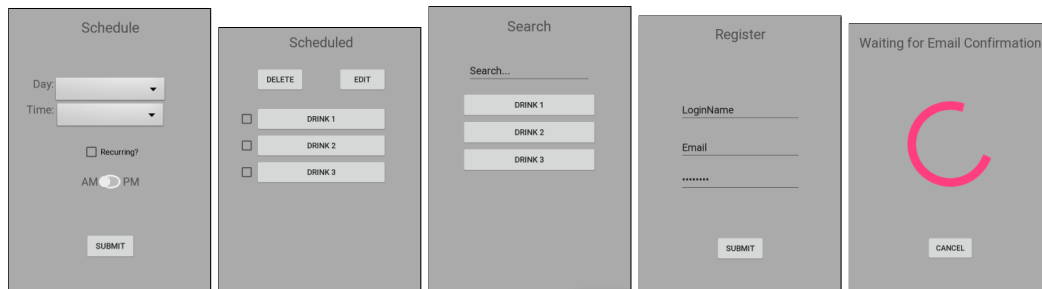 Schedule
Day:
Time:
Recurring?
AM PM
SUBMIT
Scheduled
DELETE EDIT
DRINK 1
DRINK 2
DRINK 3
Search
Search...
DRINK 1
DRINK 2
DRINK 3
Register
LoginName
Email
••••••••
SUBMIT
Waiting for Email Confirmation
CANCEL